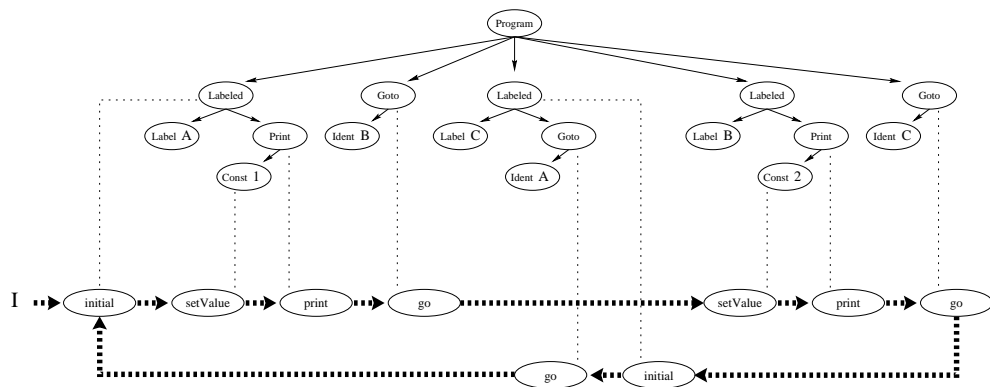 Program
Labeled
Goto
Labeled
Labeled
Goto
Label A
Print
Ident B
Label C
Goto
Label B
Print
Ident C
Const 1
Ident A
Const 2
I
initial
setValue
print
go
setValue
print
go
go
initial